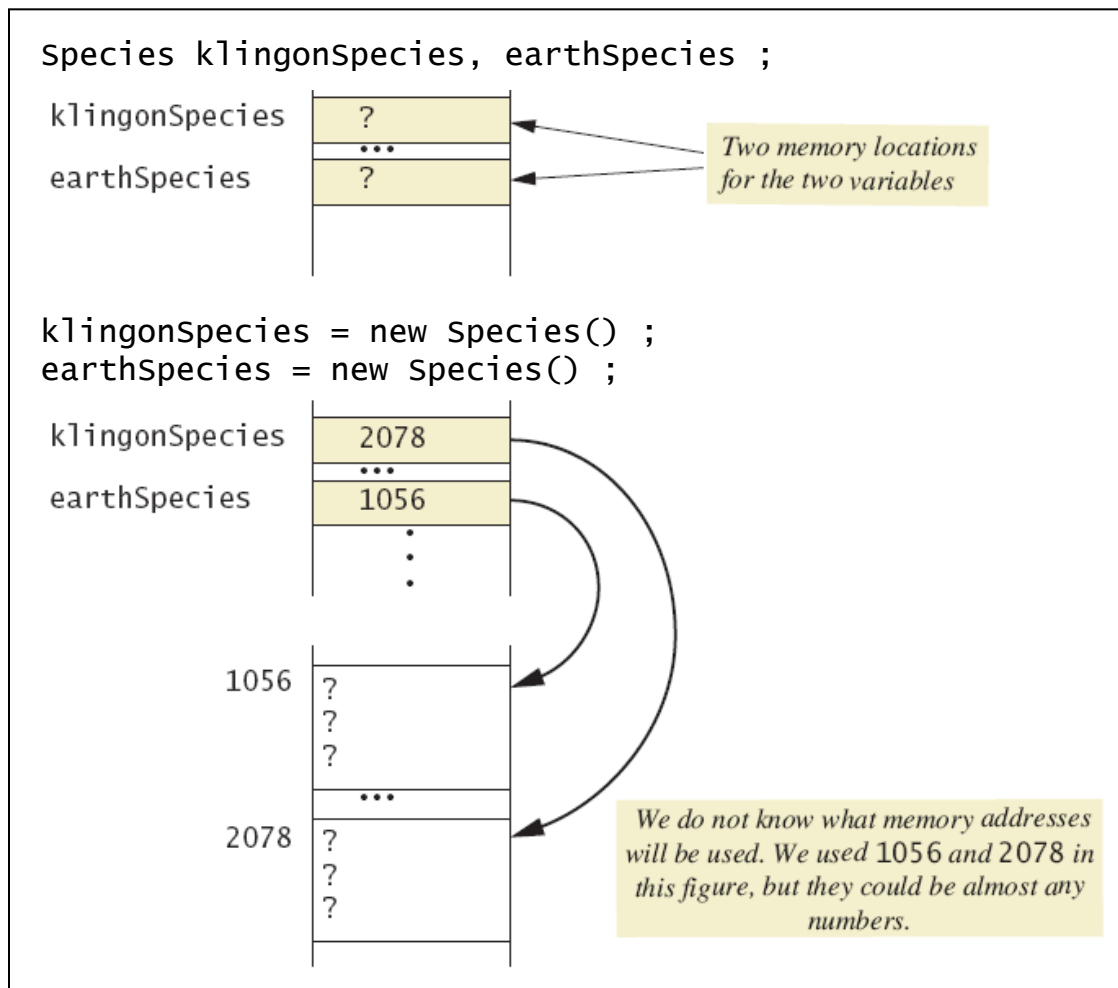 Species klingonSpecies, earthSpecies ;
klingonSpecies ?
•••
earthSpecies ?
Two memory locations
for the two variables
klingonSpecies = new Species() ;
earthSpecies = new Species() ;
klingonSpecies 2078
•••
earthSpecies 1056
1056 ?
?
?
•••
2078 ?
?
?
We do not know what memory addresses
will be used. We used 1056 and 2078 in
this figure, but they could be almost any
numbers.